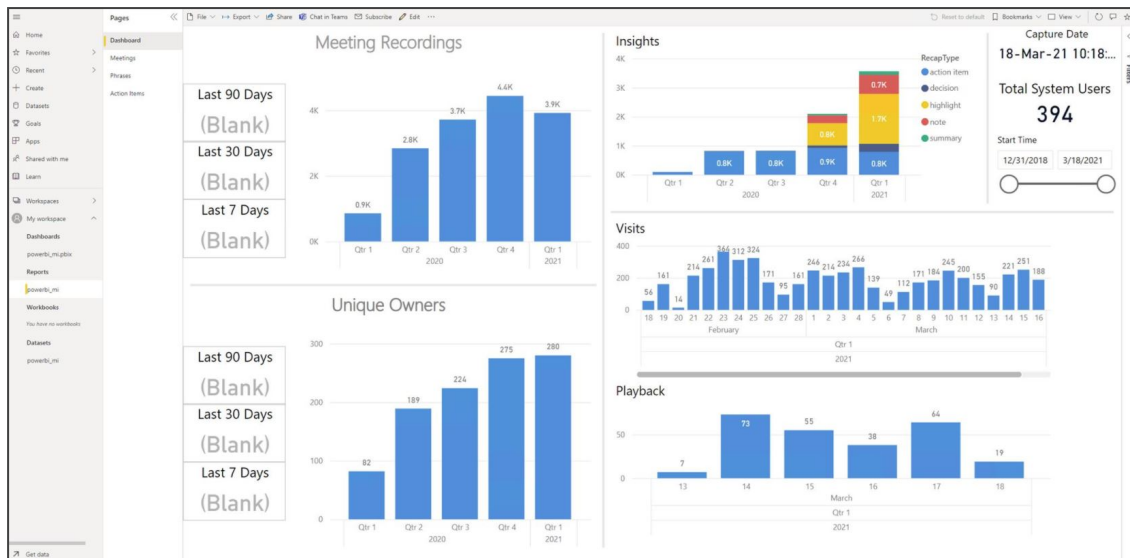 Pages
File
Export
Share
Chat in Teams
Subscribe
Edit
Reset to default
Bookmarks
View
Home
Favorites
Recent
Create
Datasets
Goals
Apps
Shared with me
Learn
Workspaces
My workspace
Dashboards
powerbi_mi.pbix
Reports
powerbi_mi
Workbooks
You have no workbooks
Datasets
powerbi_mi
Get data
Dashboard
Meetings
Phrases
Action Items
Meeting Recordings
Last 90 Days
(Blank)
Last 30 Days
(Blank)
Last 7 Days
(Blank)
4K
2K
0K
0.9K
2.8K
3.7K
4.4K
3.9K
Qtr 1 Qtr 2 Qtr 3 Qtr 4 Qtr 1
2020 2021
Unique Owners
Last 90 Days
(Blank)
Last 30 Days
(Blank)
Last 7 Days
(Blank)
300
200
100
0
82 189 224 275 280
Qtr 1 Qtr 2 Qtr 3 Qtr 4 Qtr 1
2020 2021
Insights
4K
3K
2K
1K
0K
0.8K
0.8K
0.8K
0.9K
0.7K
1.7K
0.8K
Qtr 1 Qtr 2 Qtr 3 Qtr 4 Qtr 1
2020 2021
RecapType
action item
decision
highlight
note
summary
Capture Date
18-Mar-21 10:18:...
Total System Users
394
Start Time
12/31/2018 3/18/2021
Visits
400
200
0
56 161 14 214 261 366 312 324 171 95 161 246 214 234 266 139 49 112 171 184 245 200 155 90 221 251 188
18 19 20 21 22 23 24 25 26 27 28 1 2 3 4 5 6 7 8 9 10 11 12 13 14 15 16
February March
Qtr 1
2021
Playback
50
0
7 73 55 38 64 19
13 14 15 16 17 18
March
Qtr 1
2021